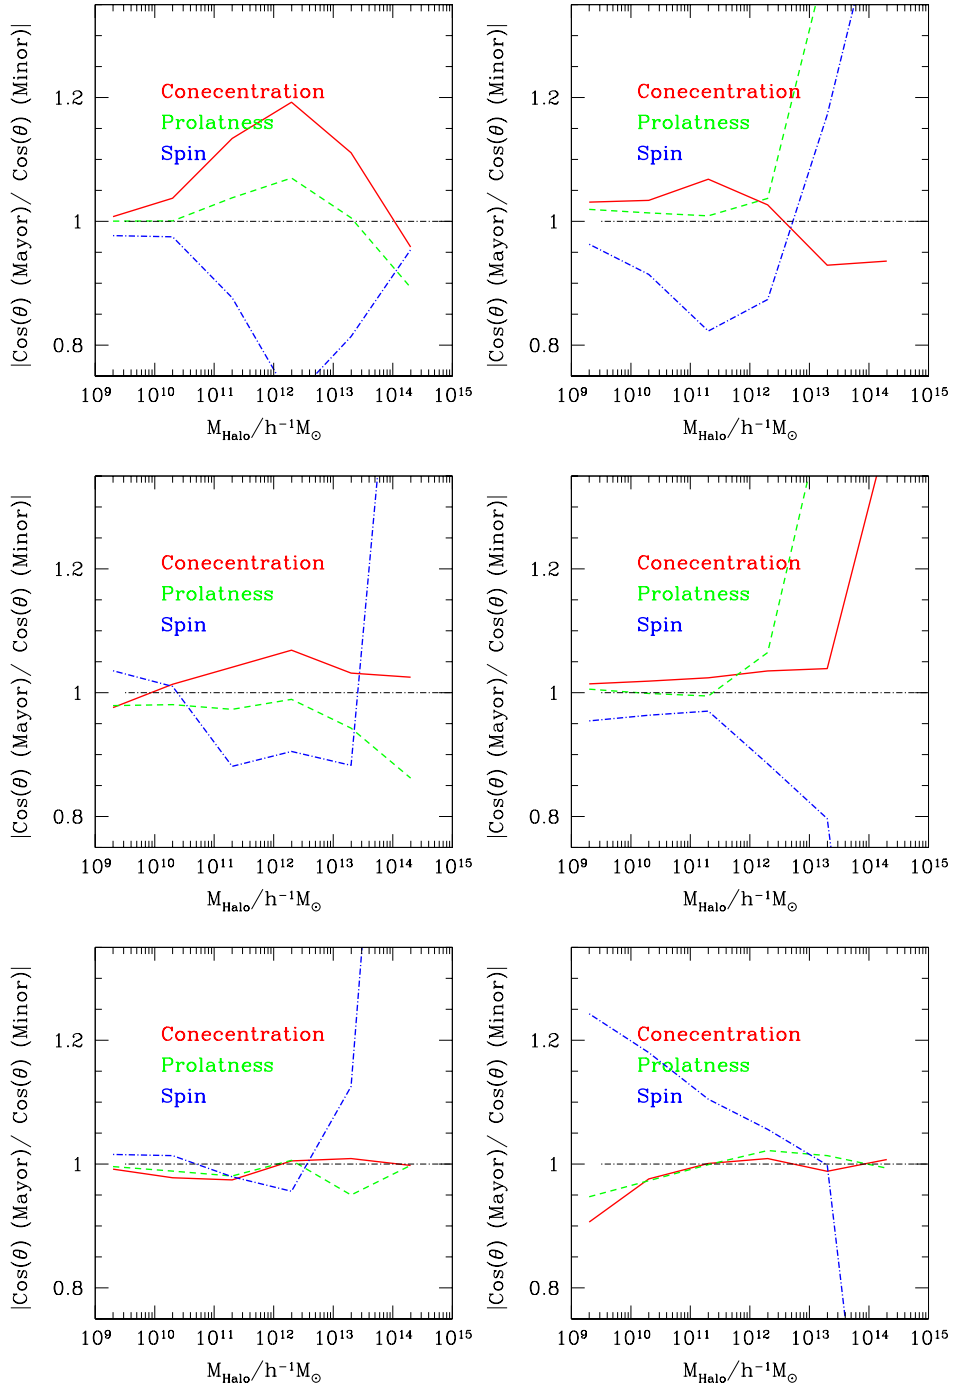 |Cos(θ) (Mayor)/ Cos(θ) (Minor)|
1.2
1
0.8
Conecentration
Prolatness
Spin
10⁹ 10¹⁰ 10¹¹ 10¹² 10¹³ 10¹⁴ 10¹⁵
M_Halo/h⁻¹M_⊙
|Cos(θ) (Mayor)/ Cos(θ) (Minor)|
1.2
1
0.8
Conecentration
Prolatness
Spin
10⁹ 10¹⁰ 10¹¹ 10¹² 10¹³ 10¹⁴ 10¹⁵
M_Halo/h⁻¹M_⊙
|Cos(θ) (Mayor)/ Cos(θ) (Minor)|
1.2
1
0.8
Conecentration
Prolatness
Spin
10⁹ 10¹⁰ 10¹¹ 10¹² 10¹³ 10¹⁴ 10¹⁵
M_Halo/h⁻¹M_⊙
|Cos(θ) (Mayor)/ Cos(θ) (Minor)|
1.2
1
0.8
Conecentration
Prolatness
Spin
10⁹ 10¹⁰ 10¹¹ 10¹² 10¹³ 10¹⁴ 10¹⁵
M_Halo/h⁻¹M_⊙
|Cos(θ) (Mayor)/ Cos(θ) (Minor)|
1.2
1
0.8
Conecentration
Prolatness
Spin
10⁹ 10¹⁰ 10¹¹ 10¹² 10¹³ 10¹⁴ 10¹⁵
M_Halo/h⁻¹M_⊙
|Cos(θ) (Mayor)/ Cos(θ) (Minor)|
1.2
1
0.8
Conecentration
Prolatness
Spin
10⁹ 10¹⁰ 10¹¹ 10¹² 10¹³ 10¹⁴ 10¹⁵
M_Halo/h⁻¹M_⊙